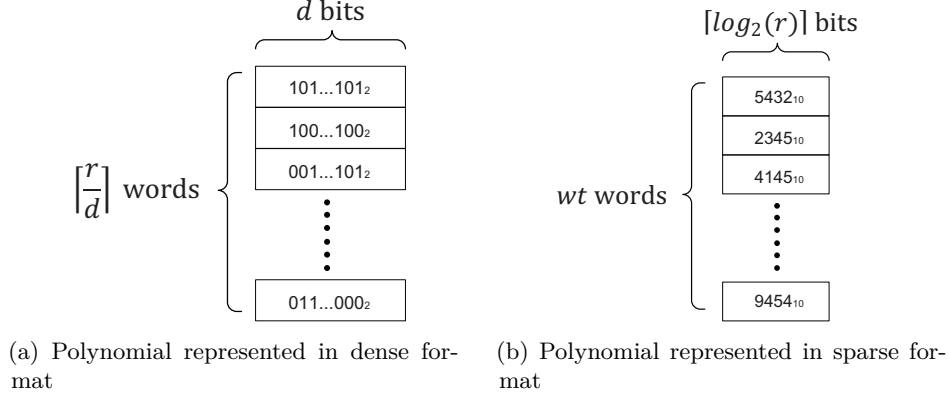 d bits
101...101₂
100...100₂
001...101₂
⌈r/d⌉ words
011...000₂
(a) Polynomial represented in dense for-
mat
⌈log₂(r)⌉ bits
5432₁₀
2345₁₀
4145₁₀
wt words
9454₁₀
(b) Polynomial represented in sparse for-
mat